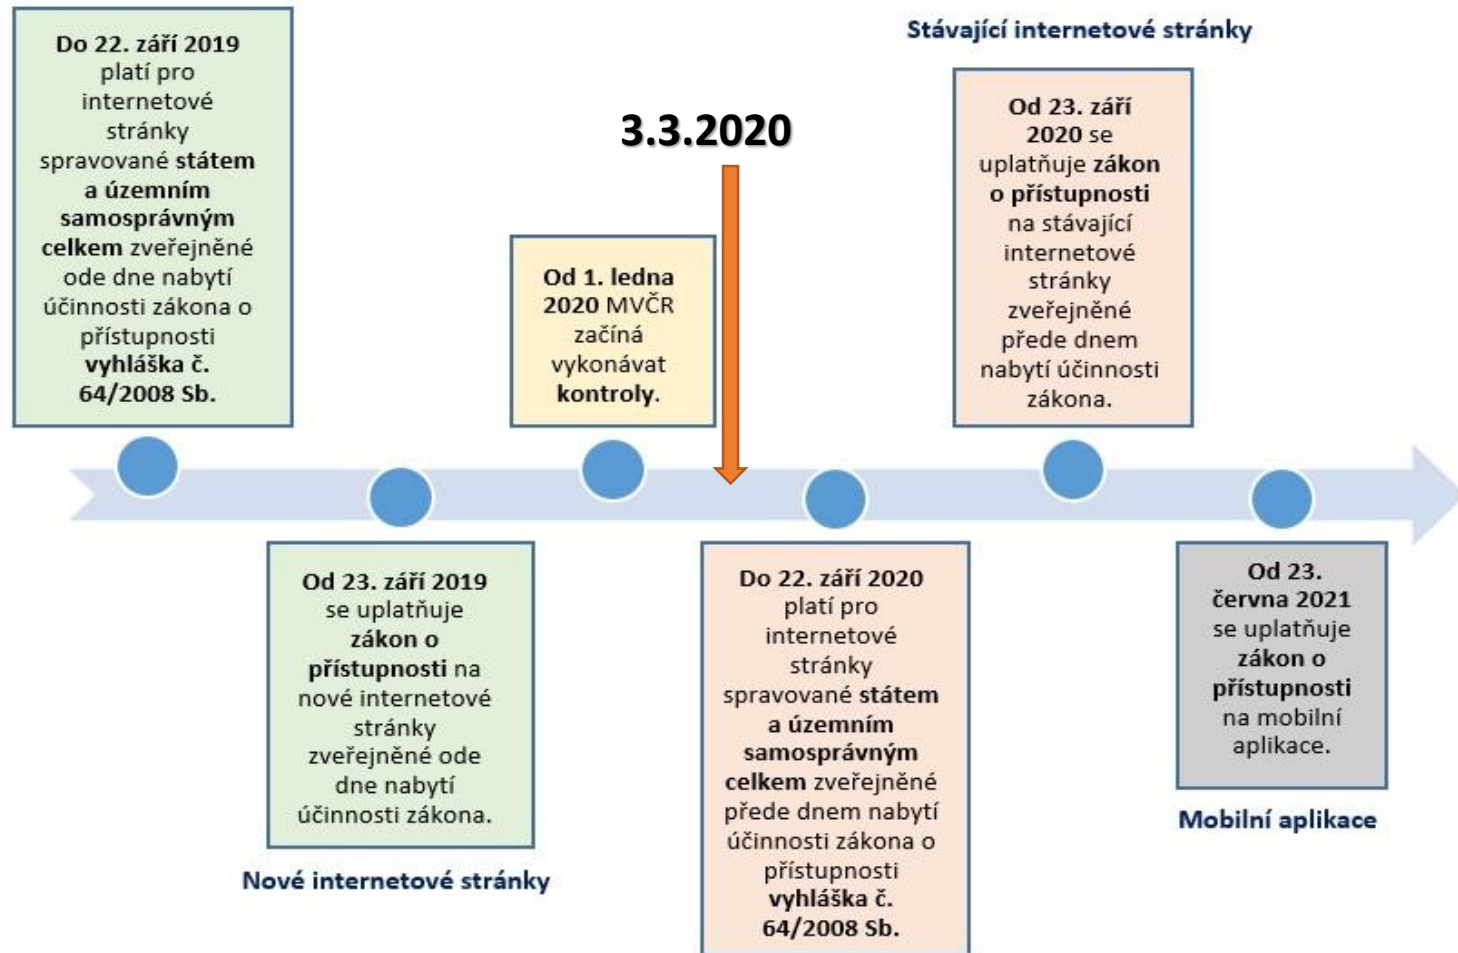 Do 22. září 2019
platí pro
internetové
stránky
spravované státem
a územním
samosprávným
celkem zveřejněné
ode dne nabytí
účinnosti zákona o
přístupnosti
vyhláška č.
64/2008 Sb.
Od 23. září 2019
se uplatňuje
zákon o
přístupnosti na
nové internetové
stránky
zveřejněné ode
dne nabytí
účinnosti zákona.
Nové internetové stránky
Od 1. ledna
2020 MVČR
začíná
vykonávat
kontroly.
3.3.2020
Do 22. září 2020
platí pro
internetové
stránky
spravované státem
a územním
samosprávným
celkem zveřejněné
přede dnem nabytí
účinnosti zákona o
přístupnosti
vyhláška č.
64/2008 Sb.
Stávající internetové stránky
Od 23. září
2020 se
uplatňuje zákon
o přístupnosti
na stávající
internetové
stránky
zveřejněné
přede dnem
nabytí účinnosti
zákona.
Od 23.
června 2021
se uplatňuje
zákon o
přístupnosti
na mobilní
aplikace.
Mobilní aplikace